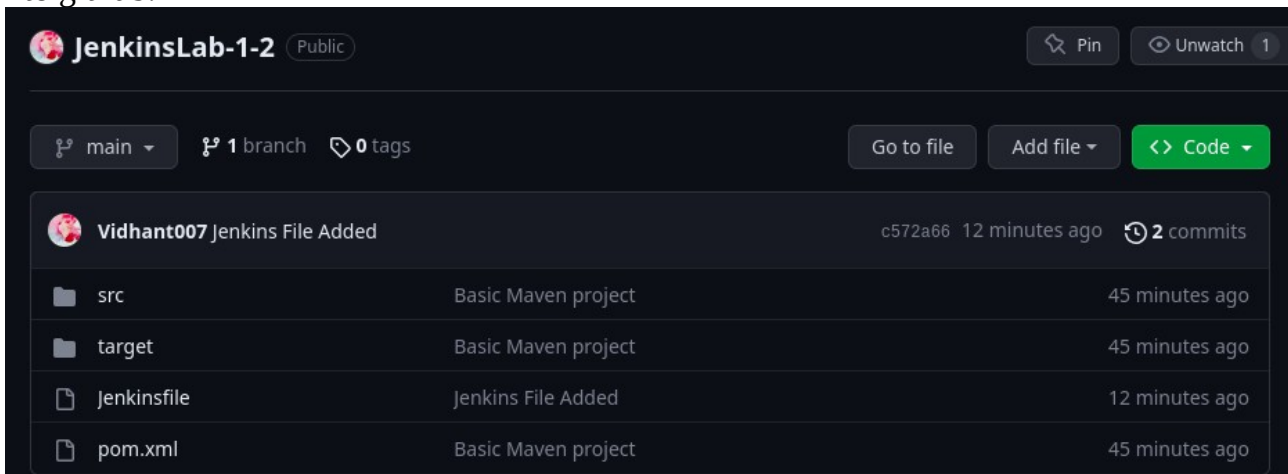 JenkinsLab-1-2 Public Pin Unwatch 1
main 1 branch 0 tags Go to file Add file Code
Vidhant007 Jenkins File Added c572a66 12 minutes ago 2 commits
src Basic Maven project 45 minutes ago
target Basic Maven project 45 minutes ago
Jenkinsfile Jenkins File Added 12 minutes ago
pom.xml Basic Maven project 45 minutes ago